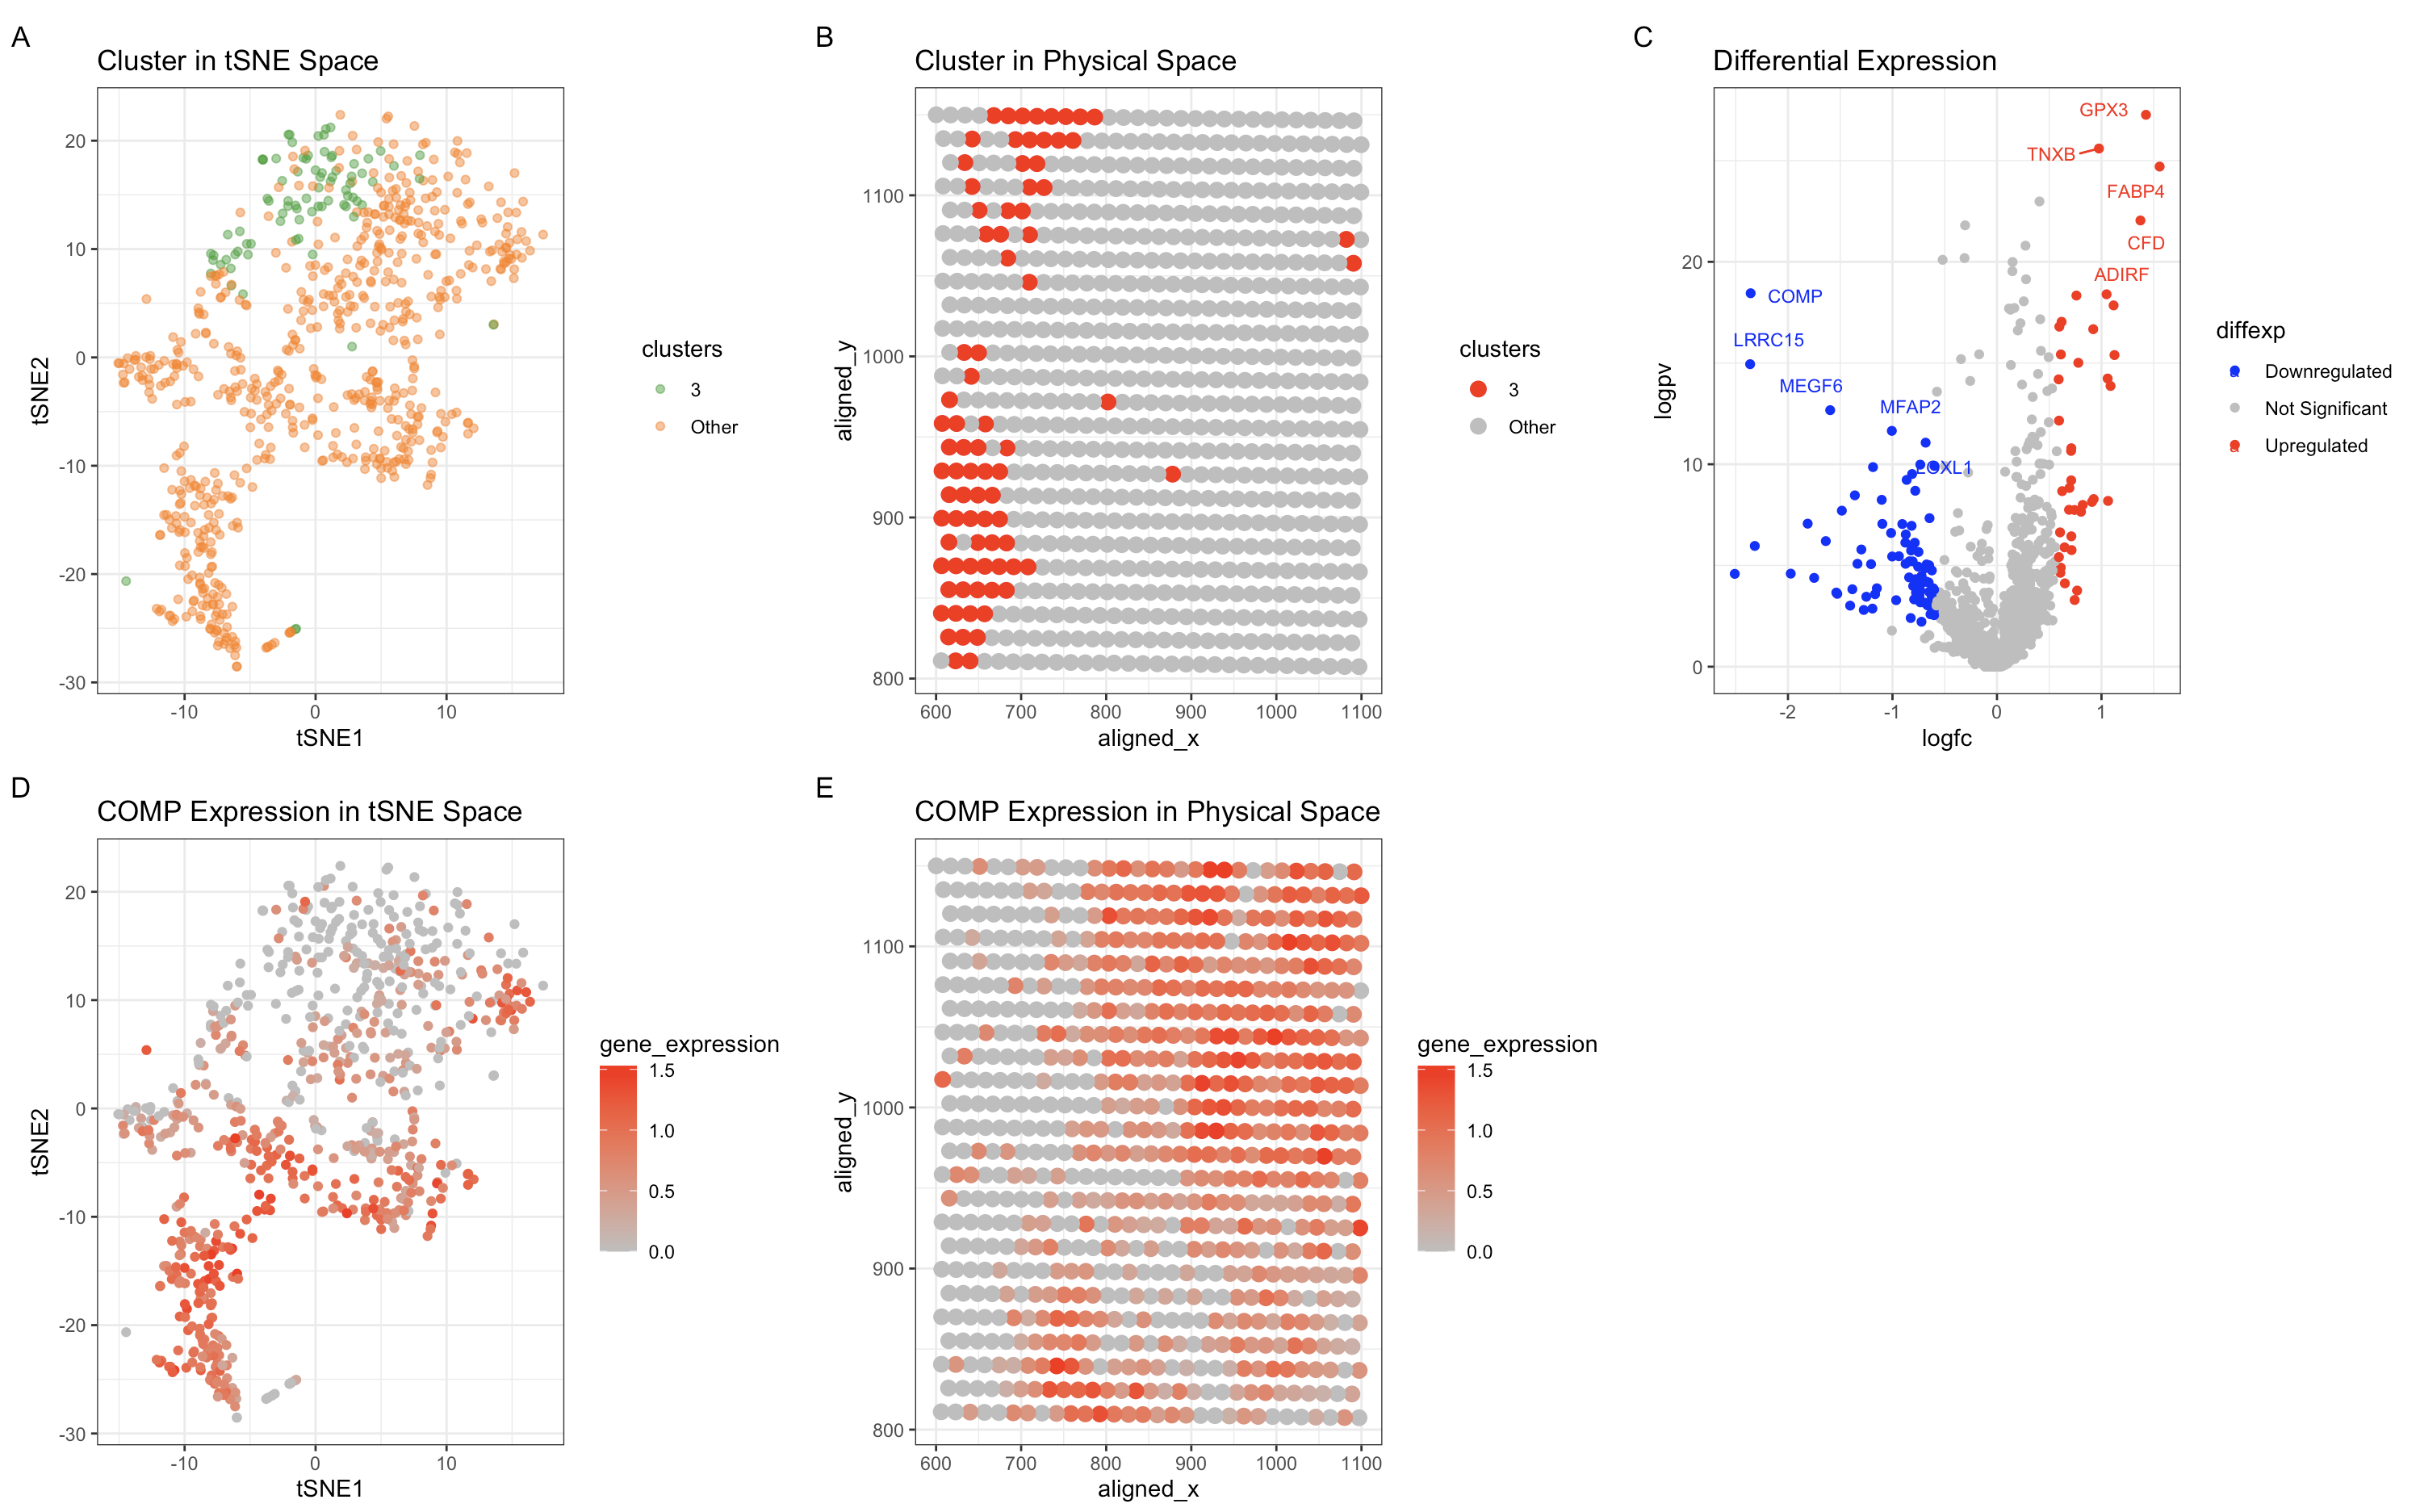 A
Cluster in tSNE Space
20
10
0
-10
-20
-30
tSNE2
-10 0 10
tSNE1
clusters
3
Other
B
Cluster in Physical Space
1100
1000
900
800
aligned_y
600 700 800 900 1000 1100
aligned_x
clusters
3
Other
C
Differential Expression
GPX3
TNXB
FABP4
CFD
ADIRF
COMP
LRRC15
MEGF6
MFAP2
LOXL1
20
10
0
logpv
-2 -1 0 1
logfc
diffexp
Downregulated
Not Significant
Upregulated
D
COMP Expression in tSNE Space
20
10
0
-10
-20
-30
tSNE2
-10 0 10
tSNE1
gene_expression
1.5
1.0
0.5
0.0
E
COMP Expression in Physical Space
1100
1000
900
800
aligned_y
600 700 800 900 1000 1100
aligned_x
gene_expression
1.5
1.0
0.5
0.0